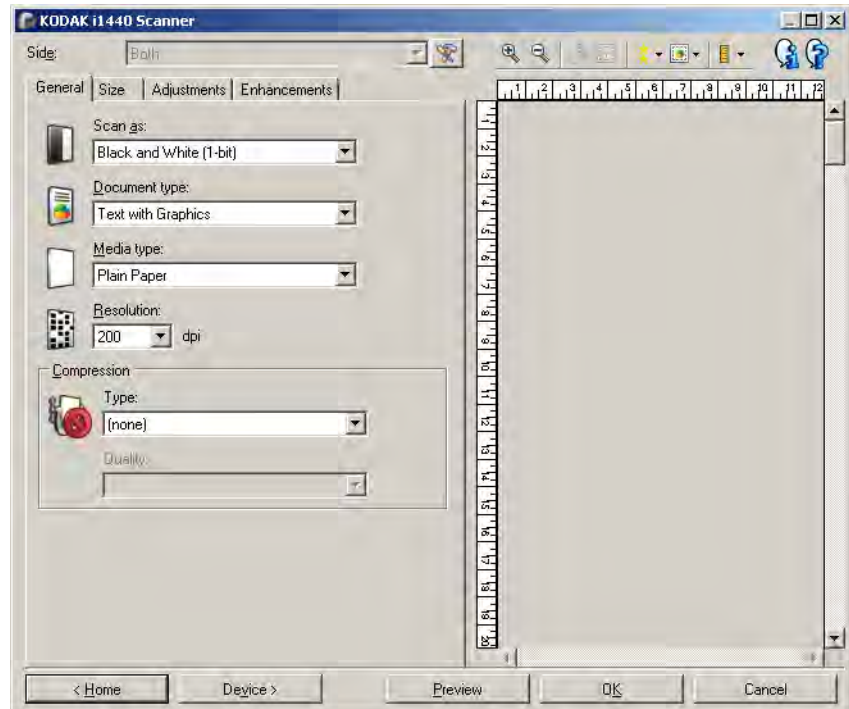 KODAK i1440 Scanner
Side: Both
General Size Adjustments Enhancements
Scan as:
Black and White (1-bit)
Document type:
Text with Graphics
Media type:
Plain Paper
Resolution:
200 dpi
Compression
Type:
(none)
Quality:
1 2 3 4 5 6 7 8 9 10 11 12
1
2
3
4
5
6
7
8
9
10
11
12
13
14
15
16
17
18
19
20
< Home Device > Preview OK Cancel